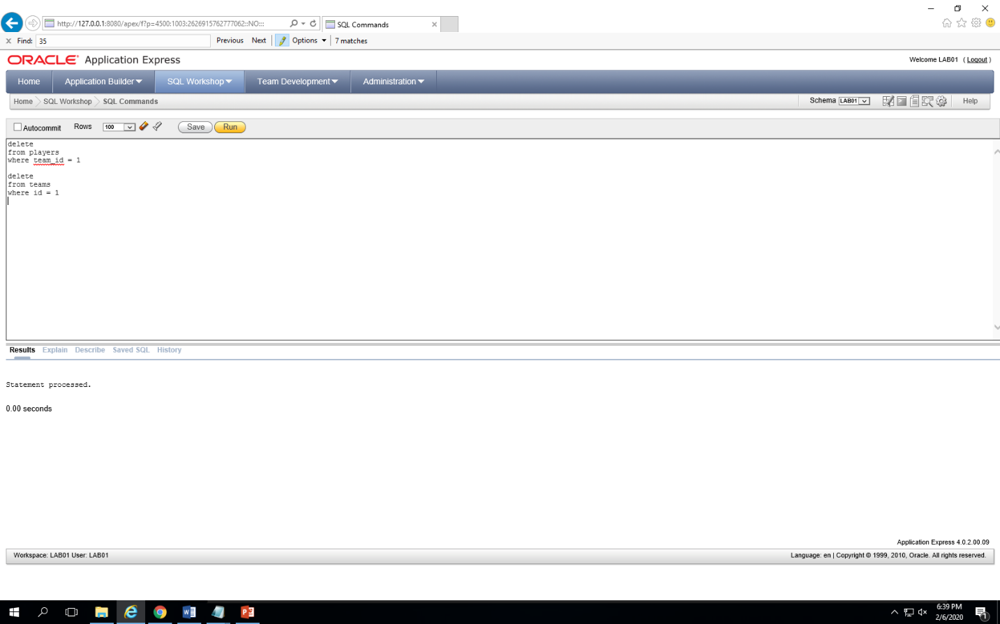 http://127.0.0.1:8080/apex/f?p=4500:1003:2626915762777062::NO:::
SQL Commands
x Find: 35 Previous Next Options 7 matches
ORACLE Application Express
Welcome LAB01 ( Logout )
Home Application Builder SQL Workshop Team Development Administration
Home SQL Workshop SQL Commands
Schema LAB01 Help
Autocommit Rows 100 Save Run
delete
from players
where team_id = 1
delete
from teams
where id = 1
Results Explain Describe Saved SQL History
Statement processed.
0.00 seconds
Application Express 4.0.2.00.09
Workspace: LAB01 User: LAB01
Language: en | Copyright © 1999, 2010, Oracle. All rights reserved.
6:39 PM
2/6/2020
1